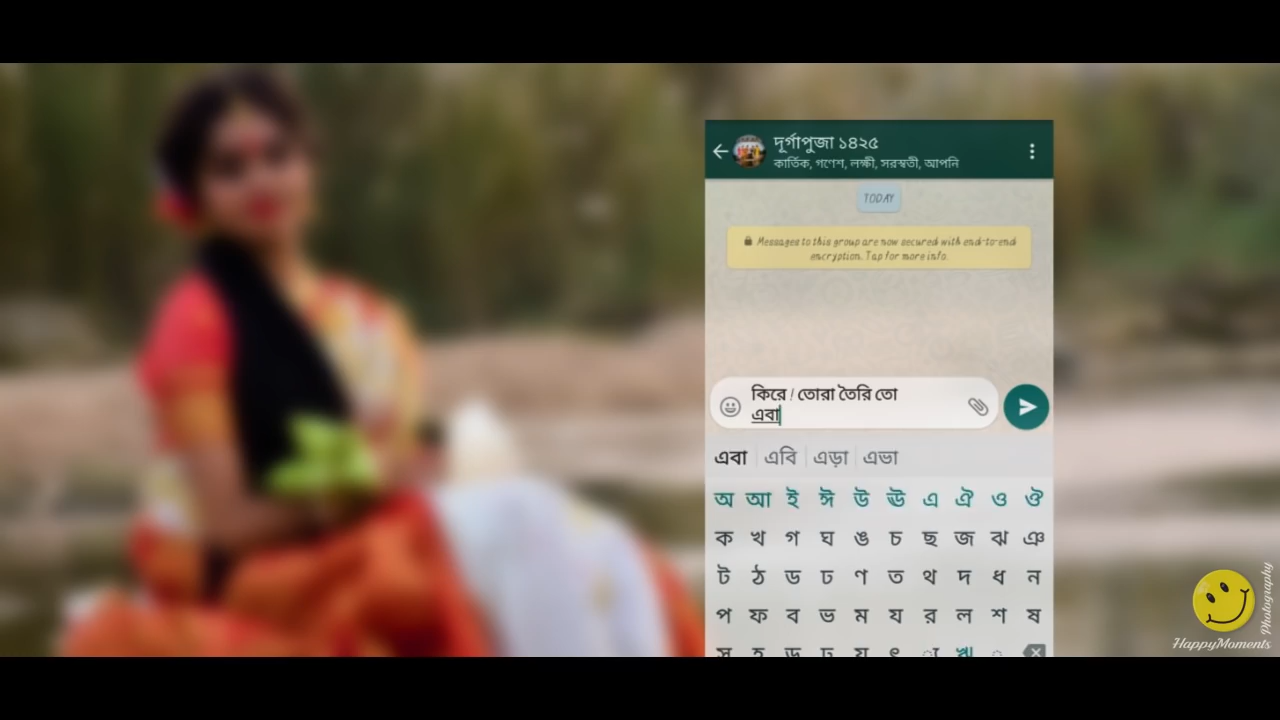 দূর্গাপুজা ১৪২৫
কার্তিক, গণেশ, লক্ষী, সরস্বতী, আপনি
TODAY
Messages to this group are now secured with end-to-end
encryption. Tap for more info.
কিরে ! তোরা তৈরি তো
এবা
এবা এবি এড়া এভা
অ আ ই ঈ উ ঊ এ ঐ ও ঔ
ক খ গ ঘ ঙ চ ছ জ ঝ ঞ
ট ঠ ড ঢ ণ ত থ দ ধ ন
প ফ ব ভ ম য র ল শ ষ
স হ ড় ঢ় য় ৎ ঋ
HappyMoments
Photography